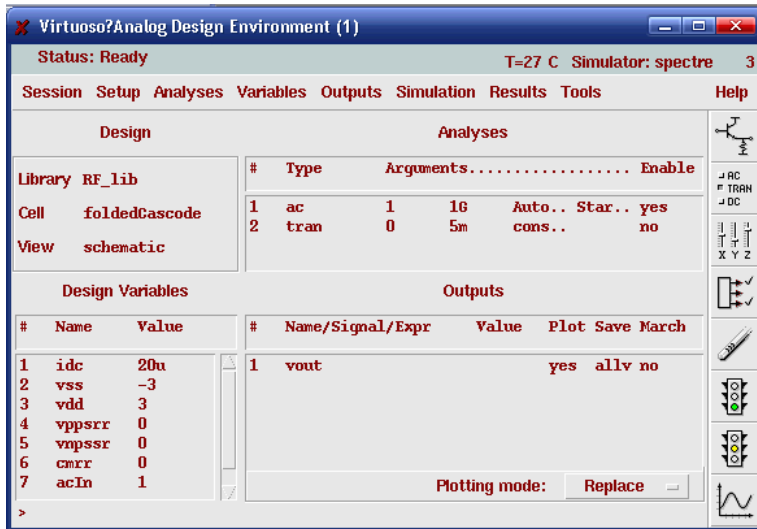 Virtuoso?Analog Design Environment (1)
Status: Ready T=27 C Simulator: spectre 3
Session Setup Analyses Variables Outputs Simulation Results Tools Help
Design
Library RF_lib
Cell foldedCascode
View schematic
Analyses
# Type Arguments.................. Enable
1 ac 1 1G Auto.. Star.. yes
2 tran 0 5m cons.. no
AC
TRAN
DC
X Y Z
Design Variables
# Name Value
1 idc 20u
2 vss -3
3 vdd 3
4 vppsrr 0
5 vnpssr 0
6 cmrr 0
7 acIn 1
Outputs
# Name/Signal/Expr Value Plot Save March
1 vout yes allv no
Plotting mode: Replace
>